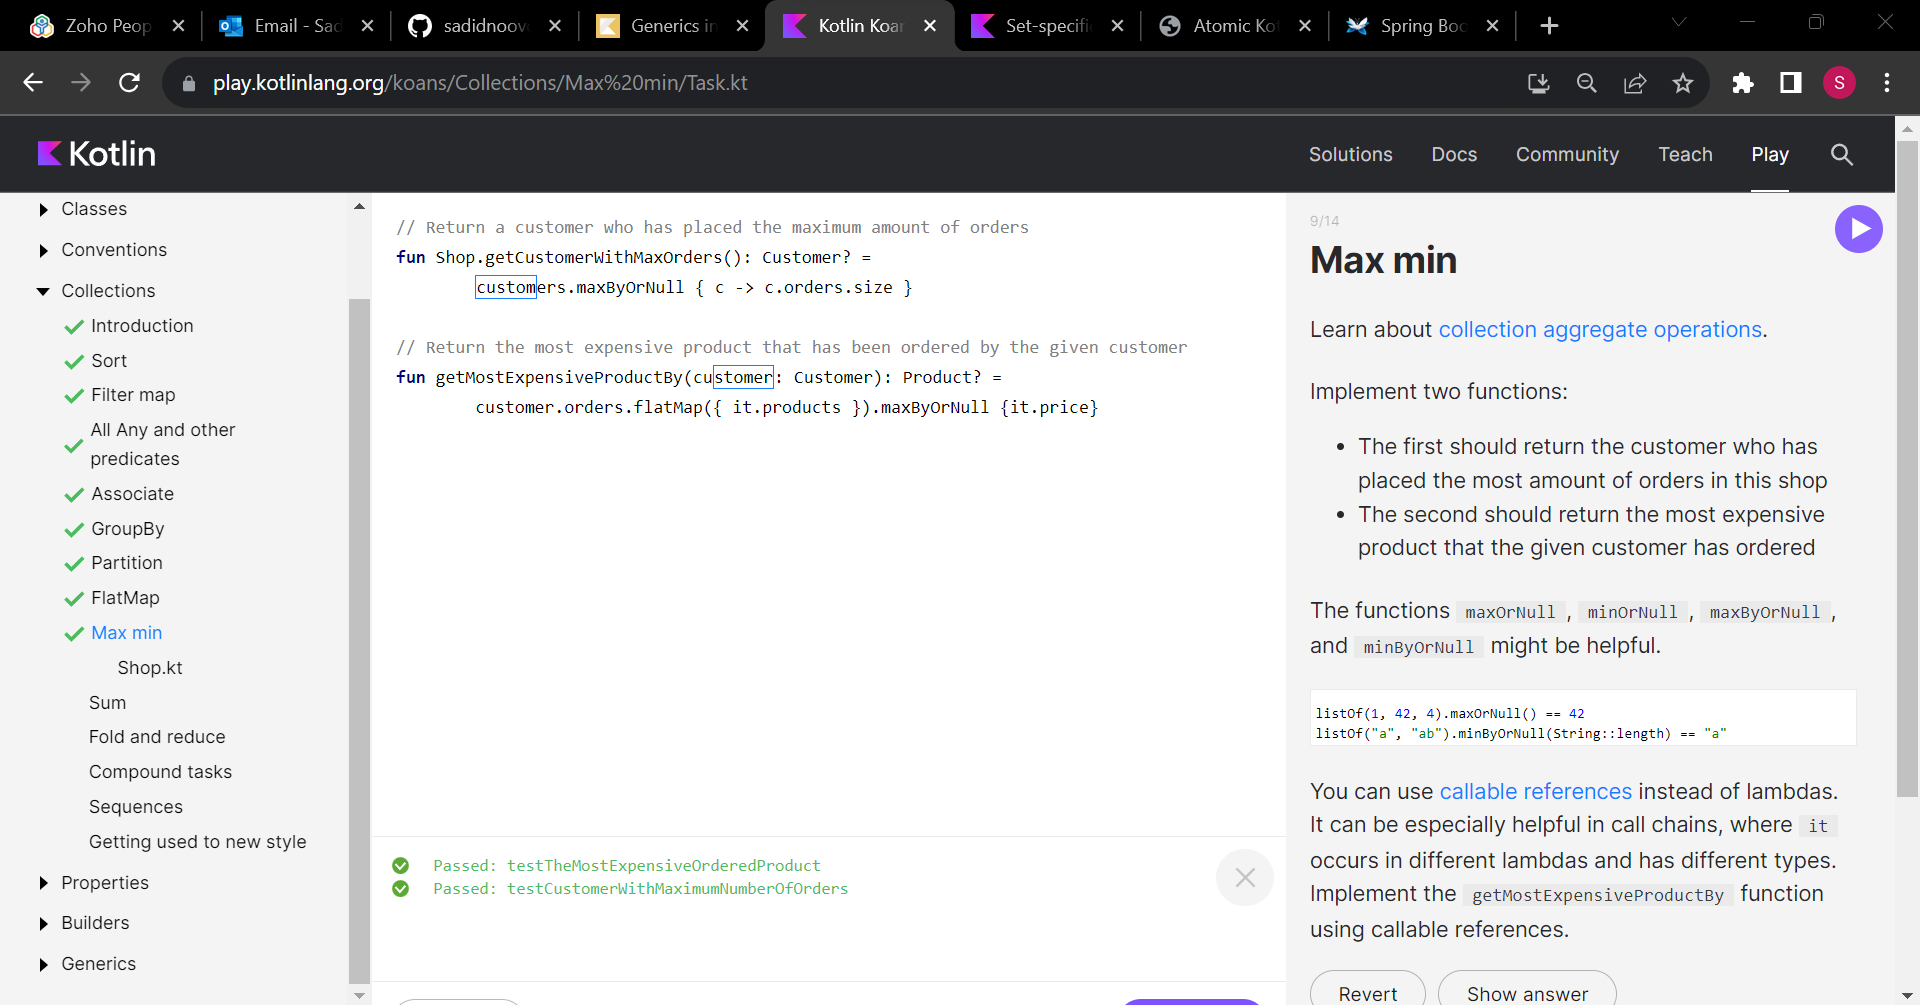 Zoho Peop
Email - Sad
sadidnoov
Generics in
Kotlin Koan
Set-specifi
Atomic Kot
Spring Boo
play.kotlinlang.org/koans/Collections/Max%20min/Task.kt
S
Kotlin
Solutions
Docs
Community
Teach
Play
Classes
Conventions
Collections
Introduction
Sort
Filter map
All Any and other
predicates
Associate
GroupBy
Partition
FlatMap
Max min
Shop.kt
Sum
Fold and reduce
Compound tasks
Sequences
Getting used to new style
Properties
Builders
Generics
// Return a customer who has placed the maximum amount of orders
fun Shop.getCustomerWithMaxOrders(): Customer? =
customers.maxByOrNull { c -> c.orders.size }
// Return the most expensive product that has been ordered by the given customer
fun getMostExpensiveProductBy(customer: Customer): Product? =
customer.orders.flatMap({ it.products }).maxByOrNull {it.price}
Passed: testTheMostExpensiveOrderedProduct
Passed: testCustomerWithMaximumNumberOfOrders
9/14
Max min
Learn about collection aggregate operations.
Implement two functions:
• The first should return the customer who has
placed the most amount of orders in this shop
• The second should return the most expensive
product that the given customer has ordered
The functions maxOrNull, minOrNull, maxByOrNull,
and minByOrNull might be helpful.
listOf(1, 42, 4).maxOrNull() == 42
listOf("a", "ab").minByOrNull(String::length) == "a"
You can use callable references instead of lambdas.
It can be especially helpful in call chains, where it
occurs in different lambdas and has different types.
Implement the getMostExpensiveProductBy function
using callable references.
Revert
Show answer